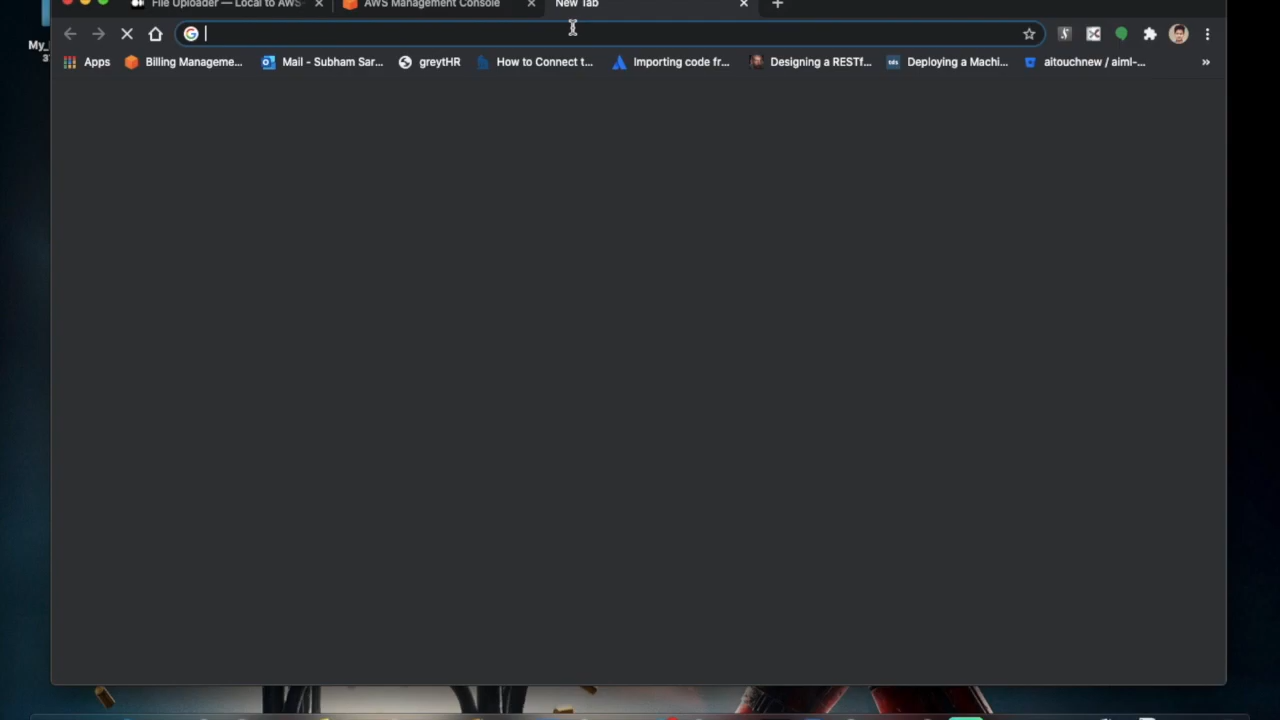 File Uploader — Local to AWS
AWS Management Console
New Tab
My_
Apps
Billing Manageme...
Mail - Subham Sar...
greytHR
How to Connect t...
Importing code fr...
Designing a RESTf...
Deploying a Machi...
aitouchnew / aiml-...